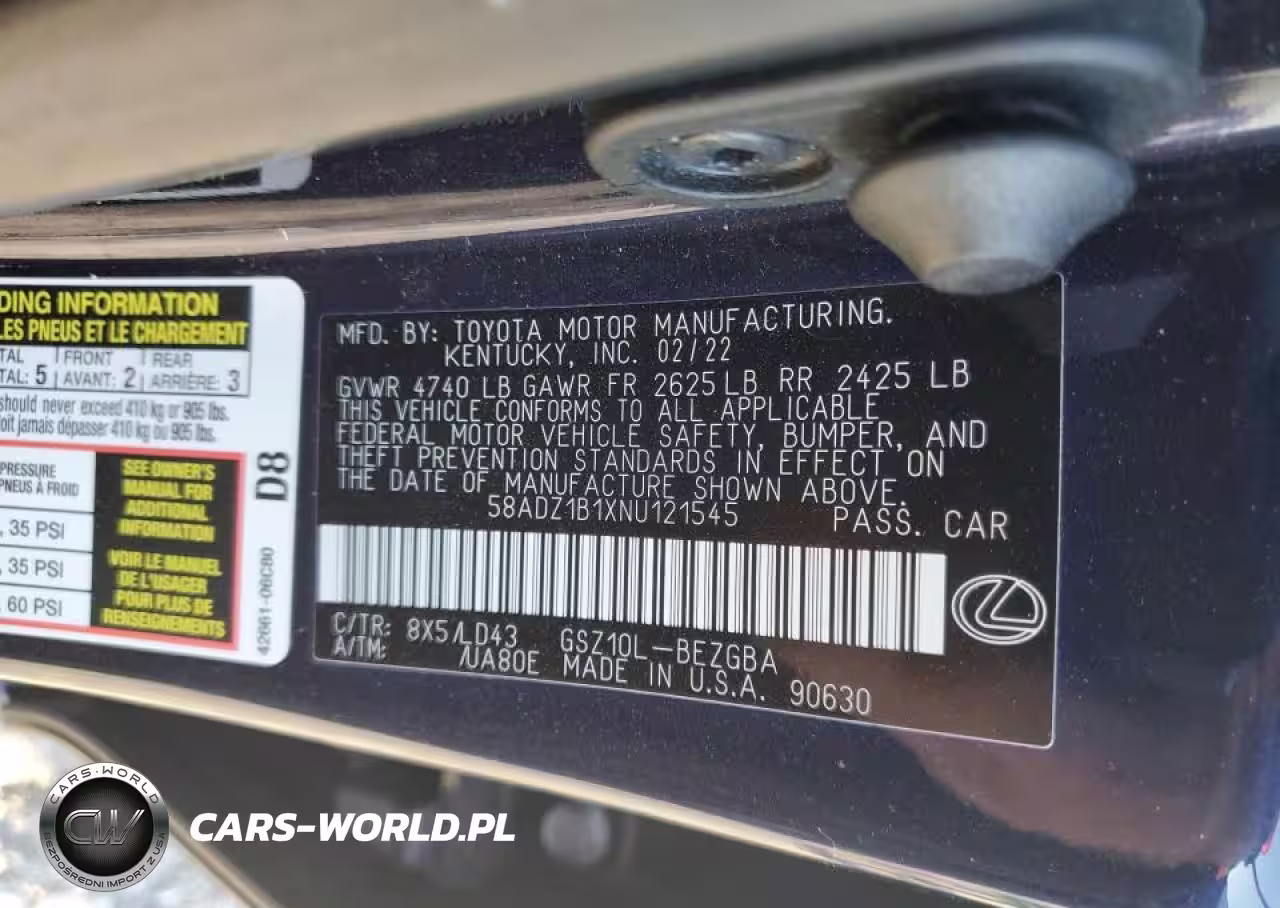 DING INFORMATION
LES PNEUS ET LE CHARGEMENT
TAL FRONT REAR
TAL: 5 AVANT: 2 ARRIÈRE: 3
should never exceed 410 kg or 905 lbs.
oit jamais dépasser 410 kg ou 905 lbs.
PRESSURE
PNEUS À FROID
, 35 PSI
, 35 PSI
, 60 PSI
SEE OWNER'S
MANUAL FOR
ADDITIONAL
INFORMATION
VOIR LE MANUEL
DE L'USAGER
POUR PLUS DE
RENSEIGNEMENTS
D8
42661-06C80
MFD. BY: TOYOTA MOTOR MANUFACTURING.
KENTUCKY, INC. 02/22
GVWR 4740 LB GAWR FR 2625 LB RR 2425 LB
THIS VEHICLE CONFORMS TO ALL APPLICABLE
FEDERAL MOTOR VEHICLE SAFETY, BUMPER, AND
THEFT PREVENTION STANDARDS IN EFFECT ON
THE DATE OF MANUFACTURE SHOWN ABOVE.
58ADZ1B1XNU121545 PASS. CAR
C/TR: 8X5/LD43 GSZ10L-BEZGBA
A/TM: /UA80E MADE IN U.S.A. 90630
CARS-WORLD
CW
BEZPOŚREDNI IMPORT Z USA
CARS-WORLD.PL